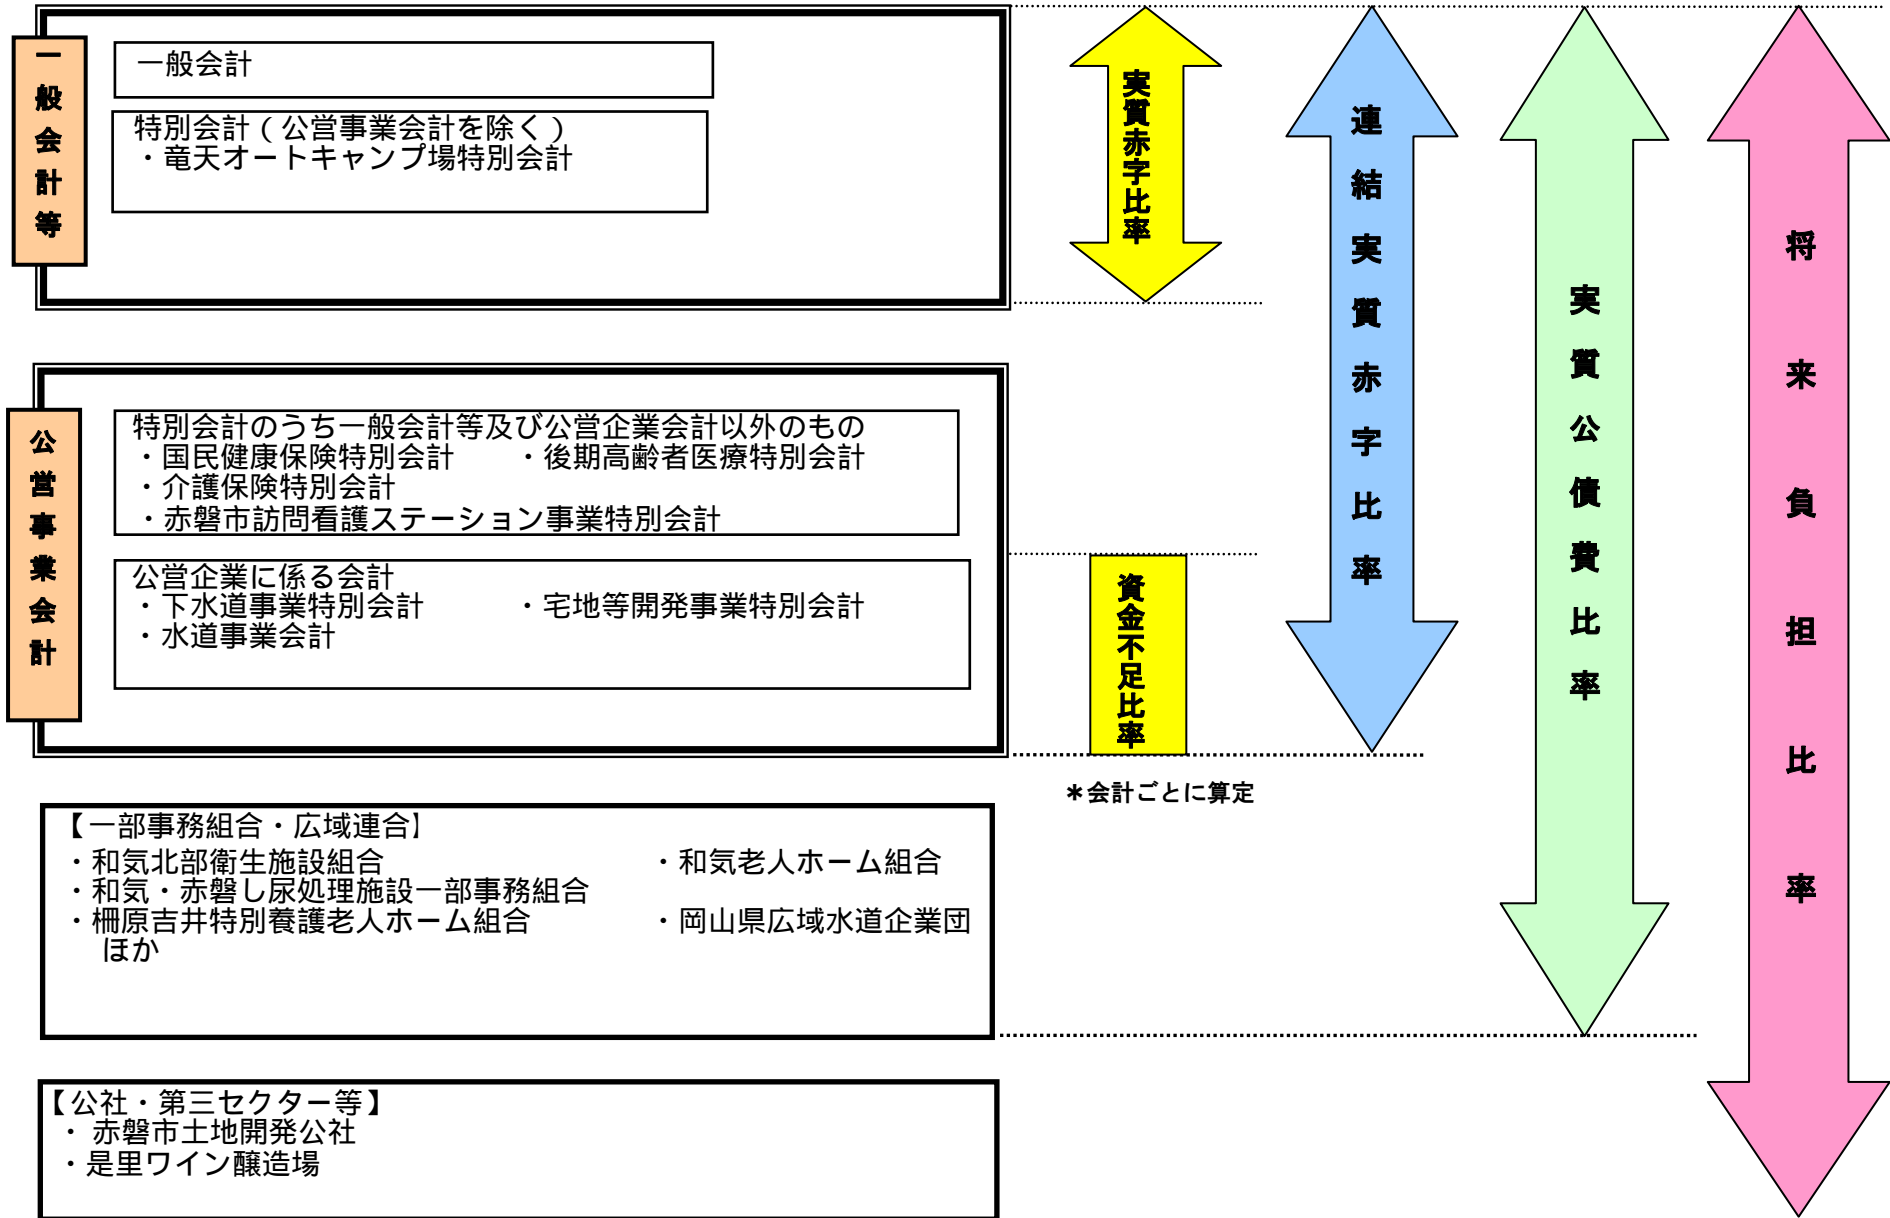 一般会計等
一般会計
特別会計（公営事業会計を除く）
・竜天オートキャンプ場特別会計
実質赤字比率
連結実質赤字比率
実質公債費比率
将来負担比率
公営事業会計
特別会計のうち一般会計等及び公営企業会計以外のもの
・国民健康保険特別会計　　・後期高齢者医療特別会計
・介護保険特別会計
・赤磐市訪問看護ステーション事業特別会計
公営企業に係る会計
・下水道事業特別会計　　　・宅地等開発事業特別会計
・水道事業会計
資金不足比率
＊会計ごとに算定
【一部事務組合・広域連合】
・和気北部衛生施設組合　　・和気老人ホーム組合
・和気・赤磐し尿処理施設一部事務組合
・柵原吉井特別養護老人ホーム組合　　・岡山県広域水道企業団
ほか
【公社・第三セクター等】
・赤磐市土地開発公社
・是里ワイン醸造場